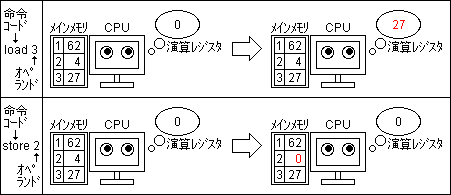 命令
コード
load 3
オペ
ランド
メインメモリ CPU
1 62
2 4
3 27
0
演算レジスタ
メインメモリ CPU
1 62
2 4
3 27
27
演算レジスタ
命令
コード
store 2
オペ
ランド
メインメモリ CPU
1 62
2 4
3 27
0
演算レジスタ
メインメモリ CPU
1 62
2 0
3 27
0
演算レジスタ